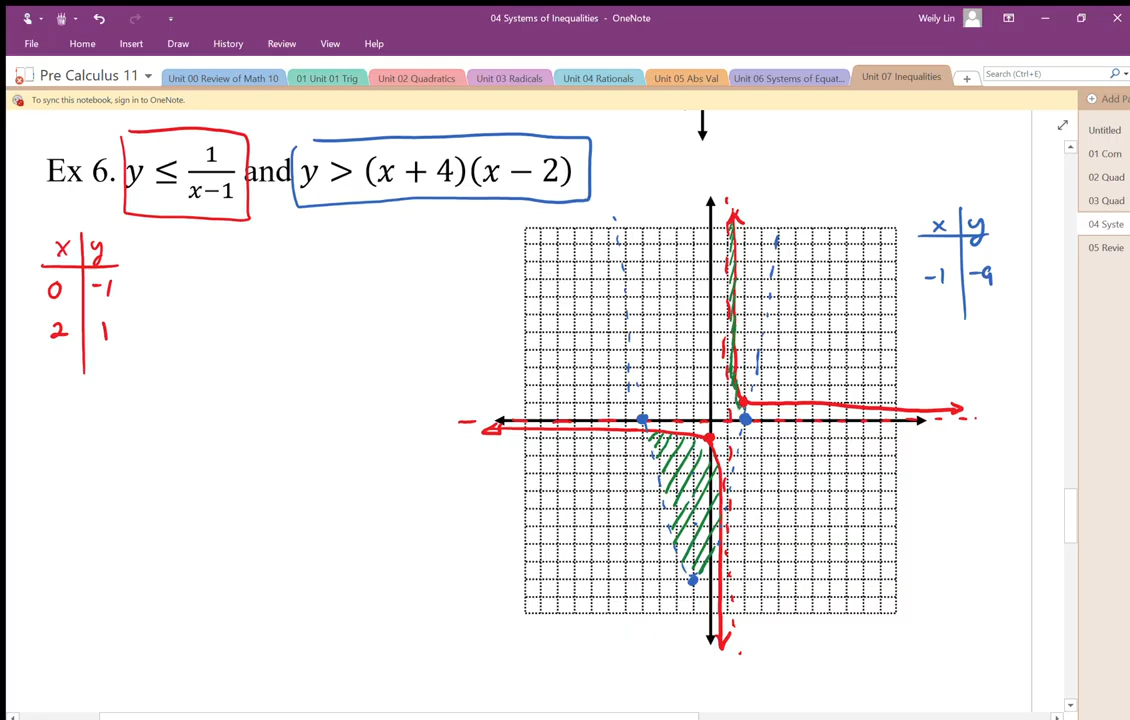 04 Systems of Inequalities - OneNote
Weily Lin
File Home Insert Draw History Review View Help
Pre Calculus 11
Unit 00 Review of Math 10
01 Unit 01 Trig
Unit 02 Quadratics
Unit 03 Radicals
Unit 04 Rationals
Unit 05 Abs Val
Unit 06 Systems of Equat...
Unit 07 Inequalities
Search (Ctrl+E)
To sync this notebook, sign in to OneNote.
Add Pa
Untitled
01 Com
02 Quad
03 Quad
04 Syste
05 Revie
Ex 6. y ≤ 1/(x−1) and y > (x + 4)(x − 2)
x y
0 -1
2 1
x y
-1 -9